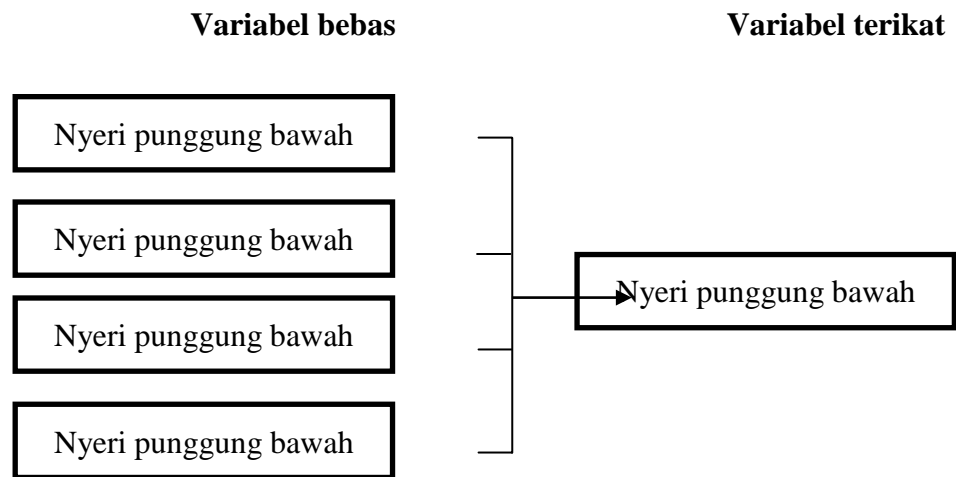 Variabel bebas
Variabel terikat
Nyeri punggung bawah
Nyeri punggung bawah
Nyeri punggung bawah
Nyeri punggung bawah
Nyeri punggung bawah